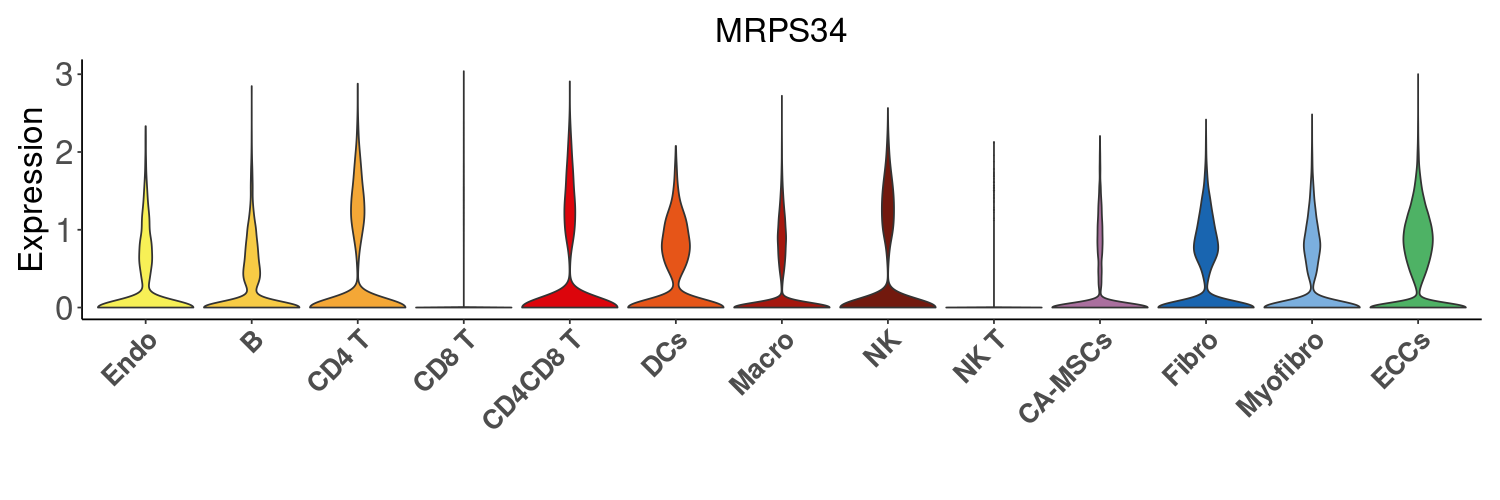 MRPS34
Expression
3
2
1
0
Endo
B
CD4 T
CD8 T
CD4CD8 T
DCs
Macro
NK
NK T
CA-MSCs
Fibro
Myofibro
ECCs